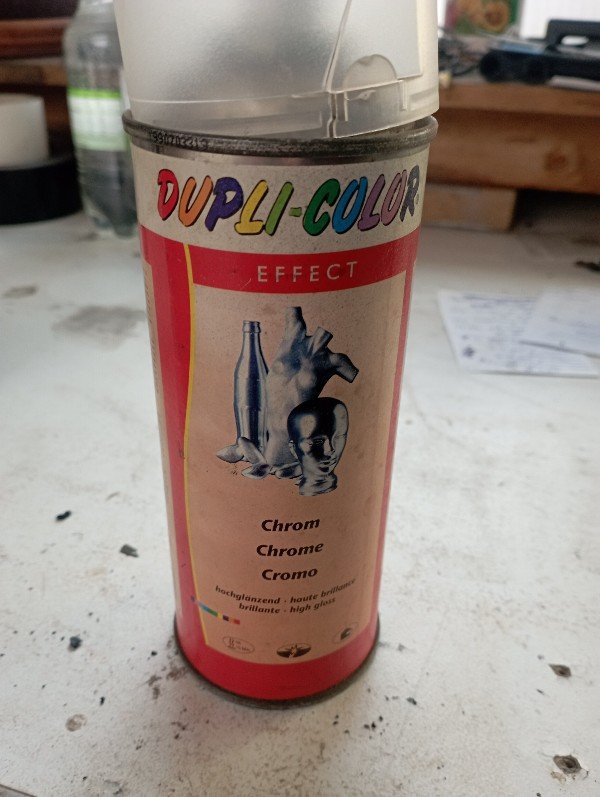 DUPLI-COLOR
EFFECT
Chrom
Chrome
Cromo
hochglänzend · haute brillance
brillante · high gloss